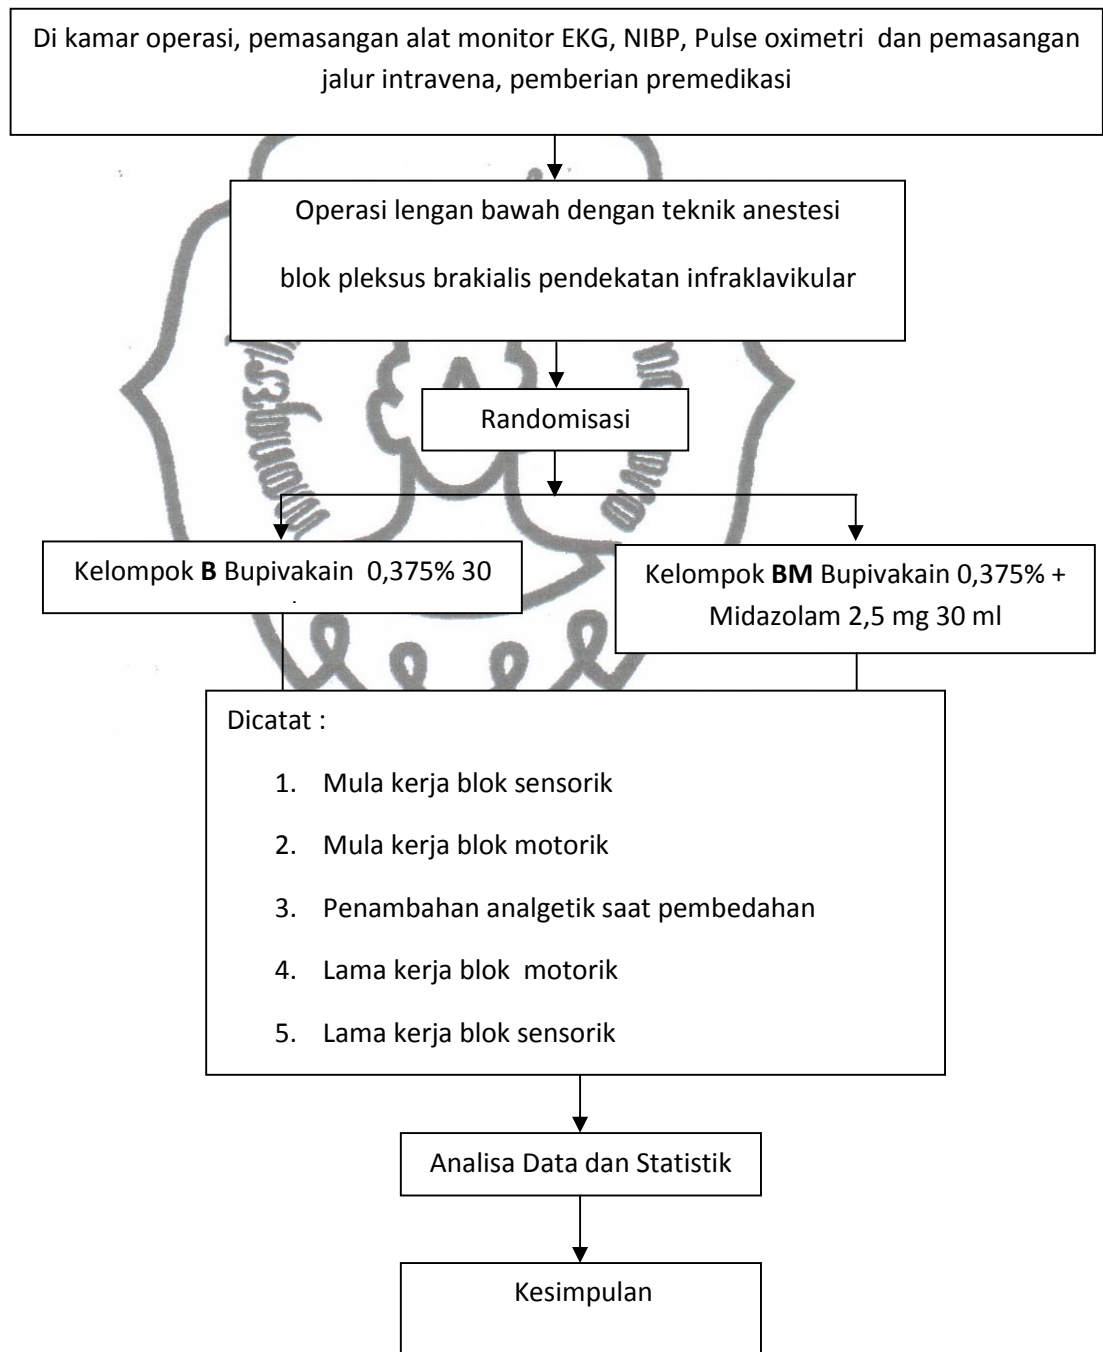 Di kamar operasi, pemasangan alat monitor EKG, NIBP, Pulse oximetri dan pemasangan
jalur intravena, pemberian premedikasi
Operasi lengan bawah dengan teknik anestesi
blok pleksus brakialis pendekatan infraklavikular
Randomisasi
Kelompok B Bupivakain 0,375% 30
Kelompok BM Bupivakain 0,375% +
Midazolam 2,5 mg 30 ml
Dicatat :
1. Mula kerja blok sensorik
2. Mula kerja blok motorik
3. Penambahan analgetik saat pembedahan
4. Lama kerja blok motorik
5. Lama kerja blok sensorik
Analisa Data dan Statistik
Kesimpulan